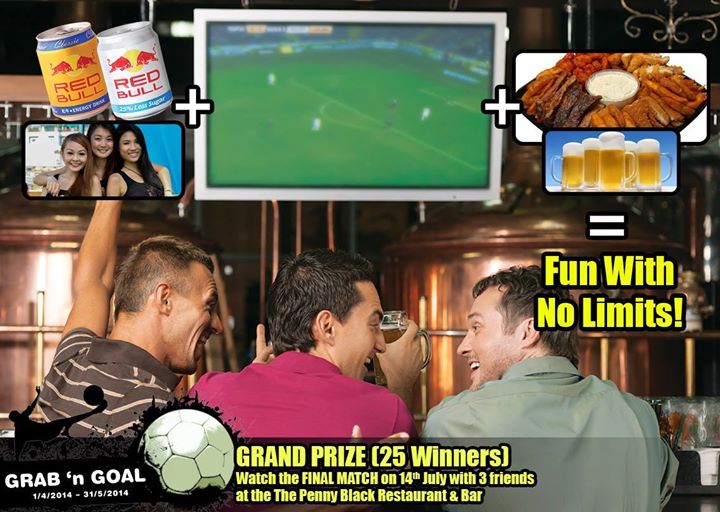 Classic
RED
BULL
ENERGY DRINK
RED
BULL
25% Less Sugar
+
+
=
Fun With
No Limits!
GRAB 'n GOAL
1/4/2014 - 31/5/2014
GRAND PRIZE (25 Winners)
Watch the FINAL MATCH on 14th July with 3 friends
at the The Penny Black Restaurant & Bar